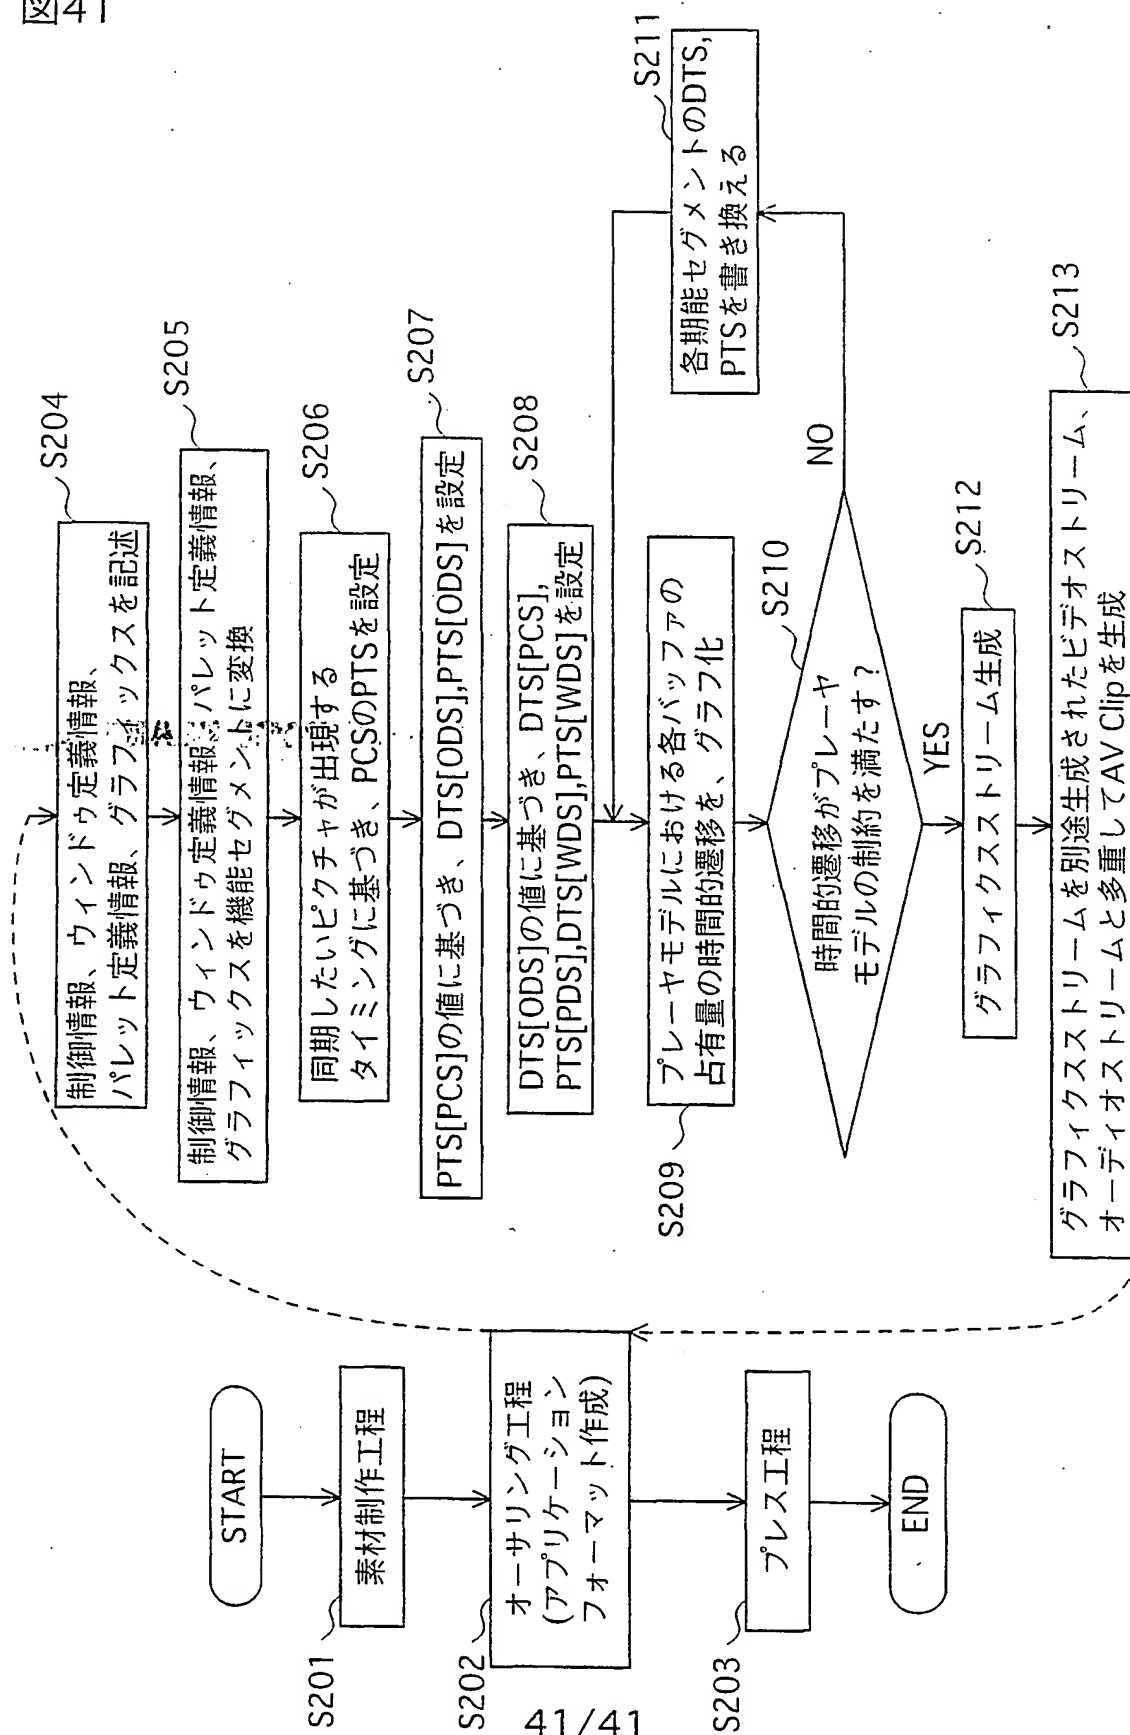 図41
START
S201
素材制作工程
S202
オーサリング工程
(アプリケーション
フォーマット作成)
S203
プレス工程
END
S204
制御情報、ウィンドゥ定義情報、
パレット定義情報、グラフィックスを記述
S205
制御情報、ウィンドゥ定義情報、パレット定義情報、
グラフィックスを機能セグメントに変換
S206
同期したいピクチャが出現する
タイミングに基づき、PCSのPTSを設定
S207
PTS[PCS]の値に基づき、DTS[ODS],PTS[ODS]を設定
S208
DTS[ODS]の値に基づき、DTS[PCS],
PTS[PDS],DTS[WDS],PTS[WDS]を設定
S209
プレーヤモデルにおける各バッファの
占有量の時間的遷移を、グラフ化
S210
時間的遷移がプレーヤ
モデルの制約を満たす?
NO
YES
S211
各期能セグメントのDTS,
PTSを書き換える
S212
グラフィクスストリーム生成
S213
グラフィクスストリームを別途生成されたビデオストリーム、
オーディオストリームと多重してAV Clipを生成
41/41